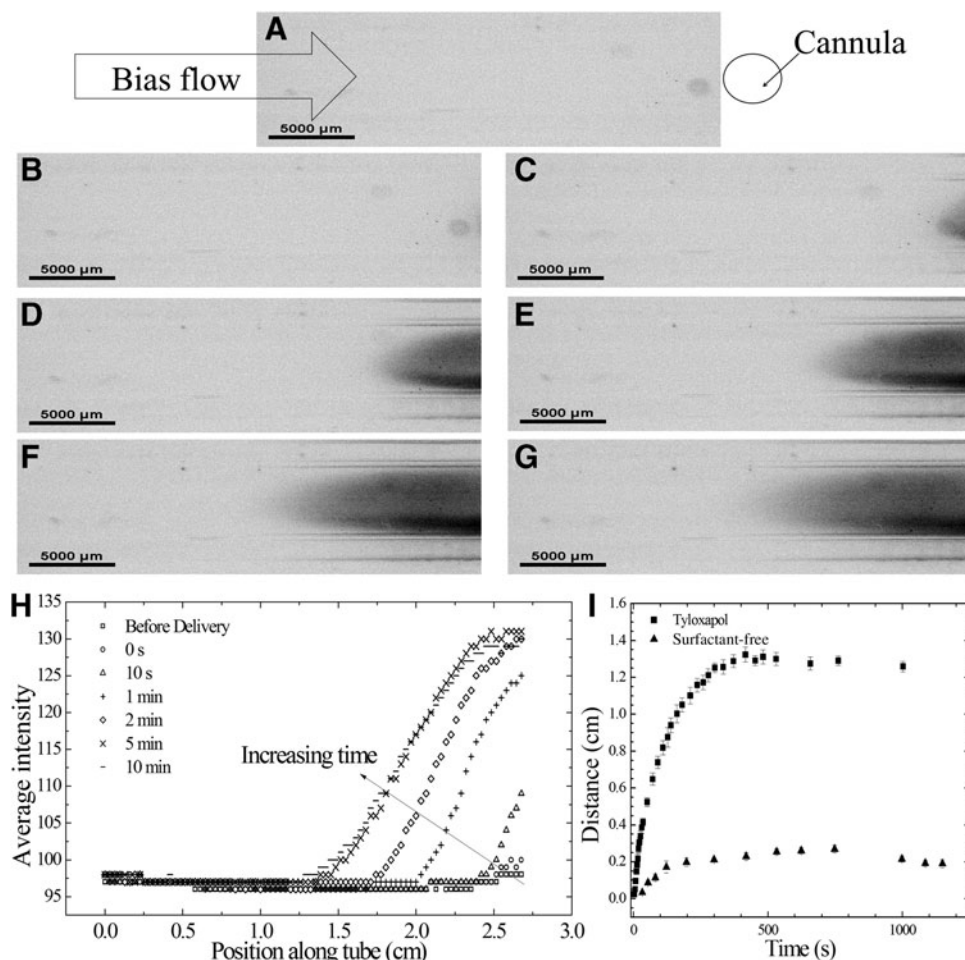 A
Bias flow
Cannula
5000 µm
B
5000 µm
C
5000 µm
D
5000 µm
E
5000 µm
F
5000 µm
G
5000 µm
H
135
130
125
120
115
110
105
100
95
Average intensity
Before Delivery
0 s
10 s
1 min
2 min
5 min
10 min
Increasing time
0.0 0.5 1.0 1.5 2.0 2.5 3.0
Position along tube (cm)
I
1.6
1.4
1.2
1.0
0.8
0.6
0.4
0.2
0.0
Distance (cm)
Tyloxapol
Surfactant-free
0 500 1000
Time (s)